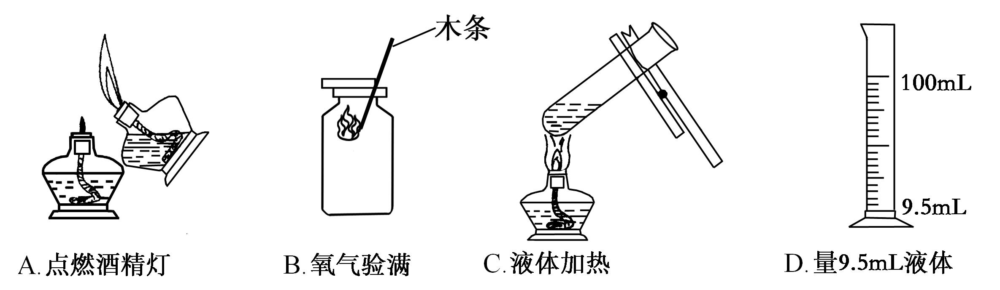 木条
100mL
9.5mL
A.点燃酒精灯
B.氧气验满
C.液体加热
D.量9.5mL液体